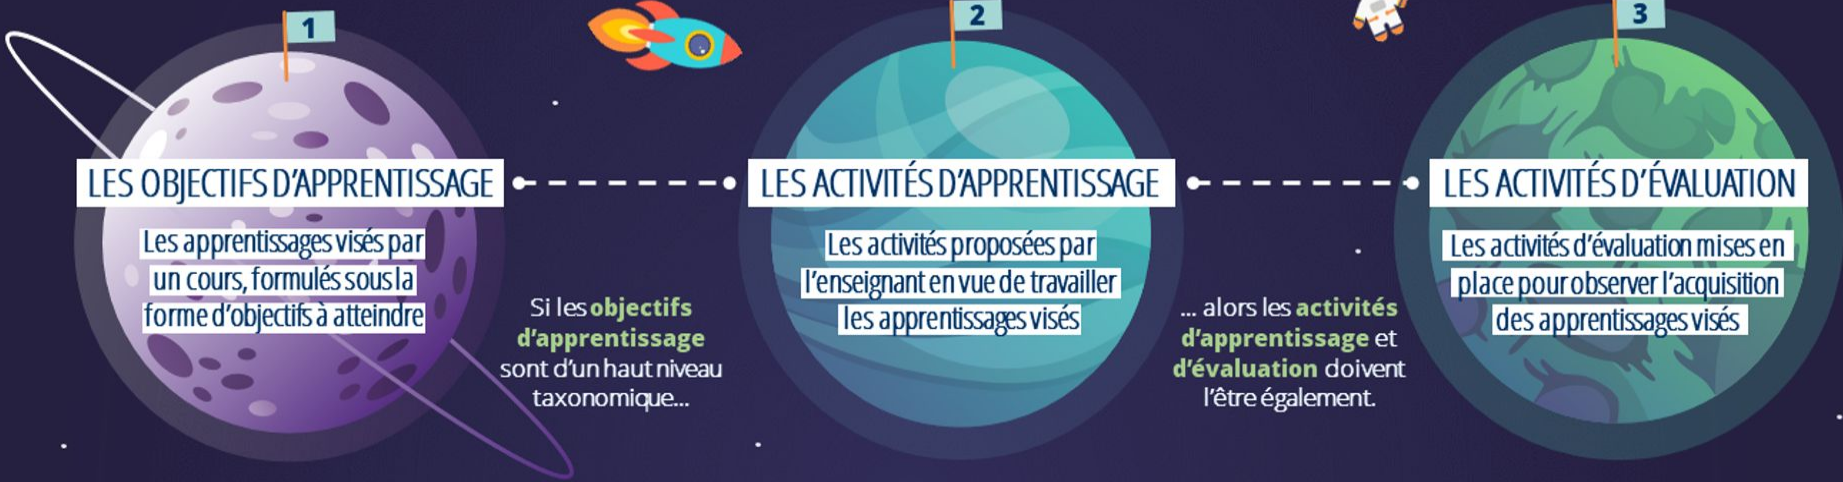 1
LES OBJECTIFS D'APPRENTISSAGE
Les apprentissages visés par
un cours, formulés sous la
forme d'objectifs à atteindre
Si les objectifs
d'apprentissage
sont d'un haut niveau
taxonomique...
2
LES ACTIVITÉS D'APPRENTISSAGE
Les activités proposées par
l'enseignant en vue de travailler
les apprentissages visés
... alors les activités
d'apprentissage et
d'évaluation doivent
l'être également.
3
LES ACTIVITÉS D'ÉVALUATION
Les activités d'évaluation mises en
place pour observer l'acquisition
des apprentissages visés